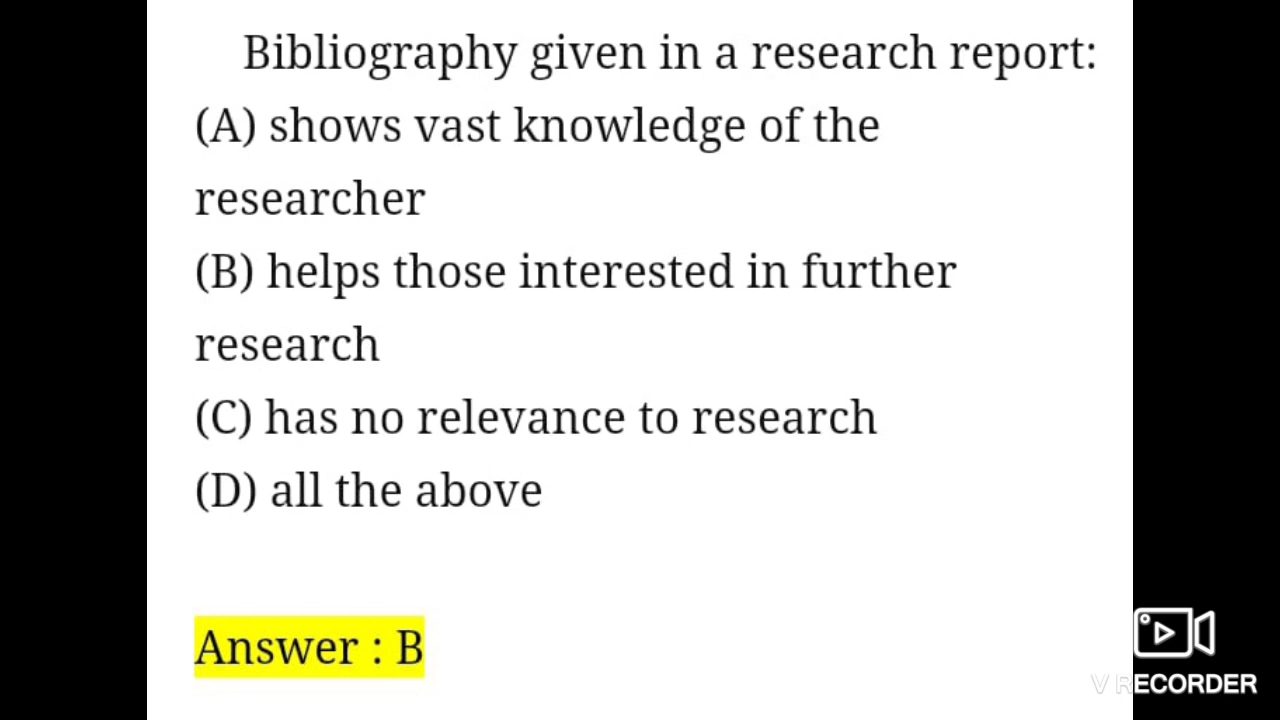 Bibliography given in a research report:
(A) shows vast knowledge of the
researcher
(B) helps those interested in further
research
(C) has no relevance to research
(D) all the above
Answer : B
V RECORDER